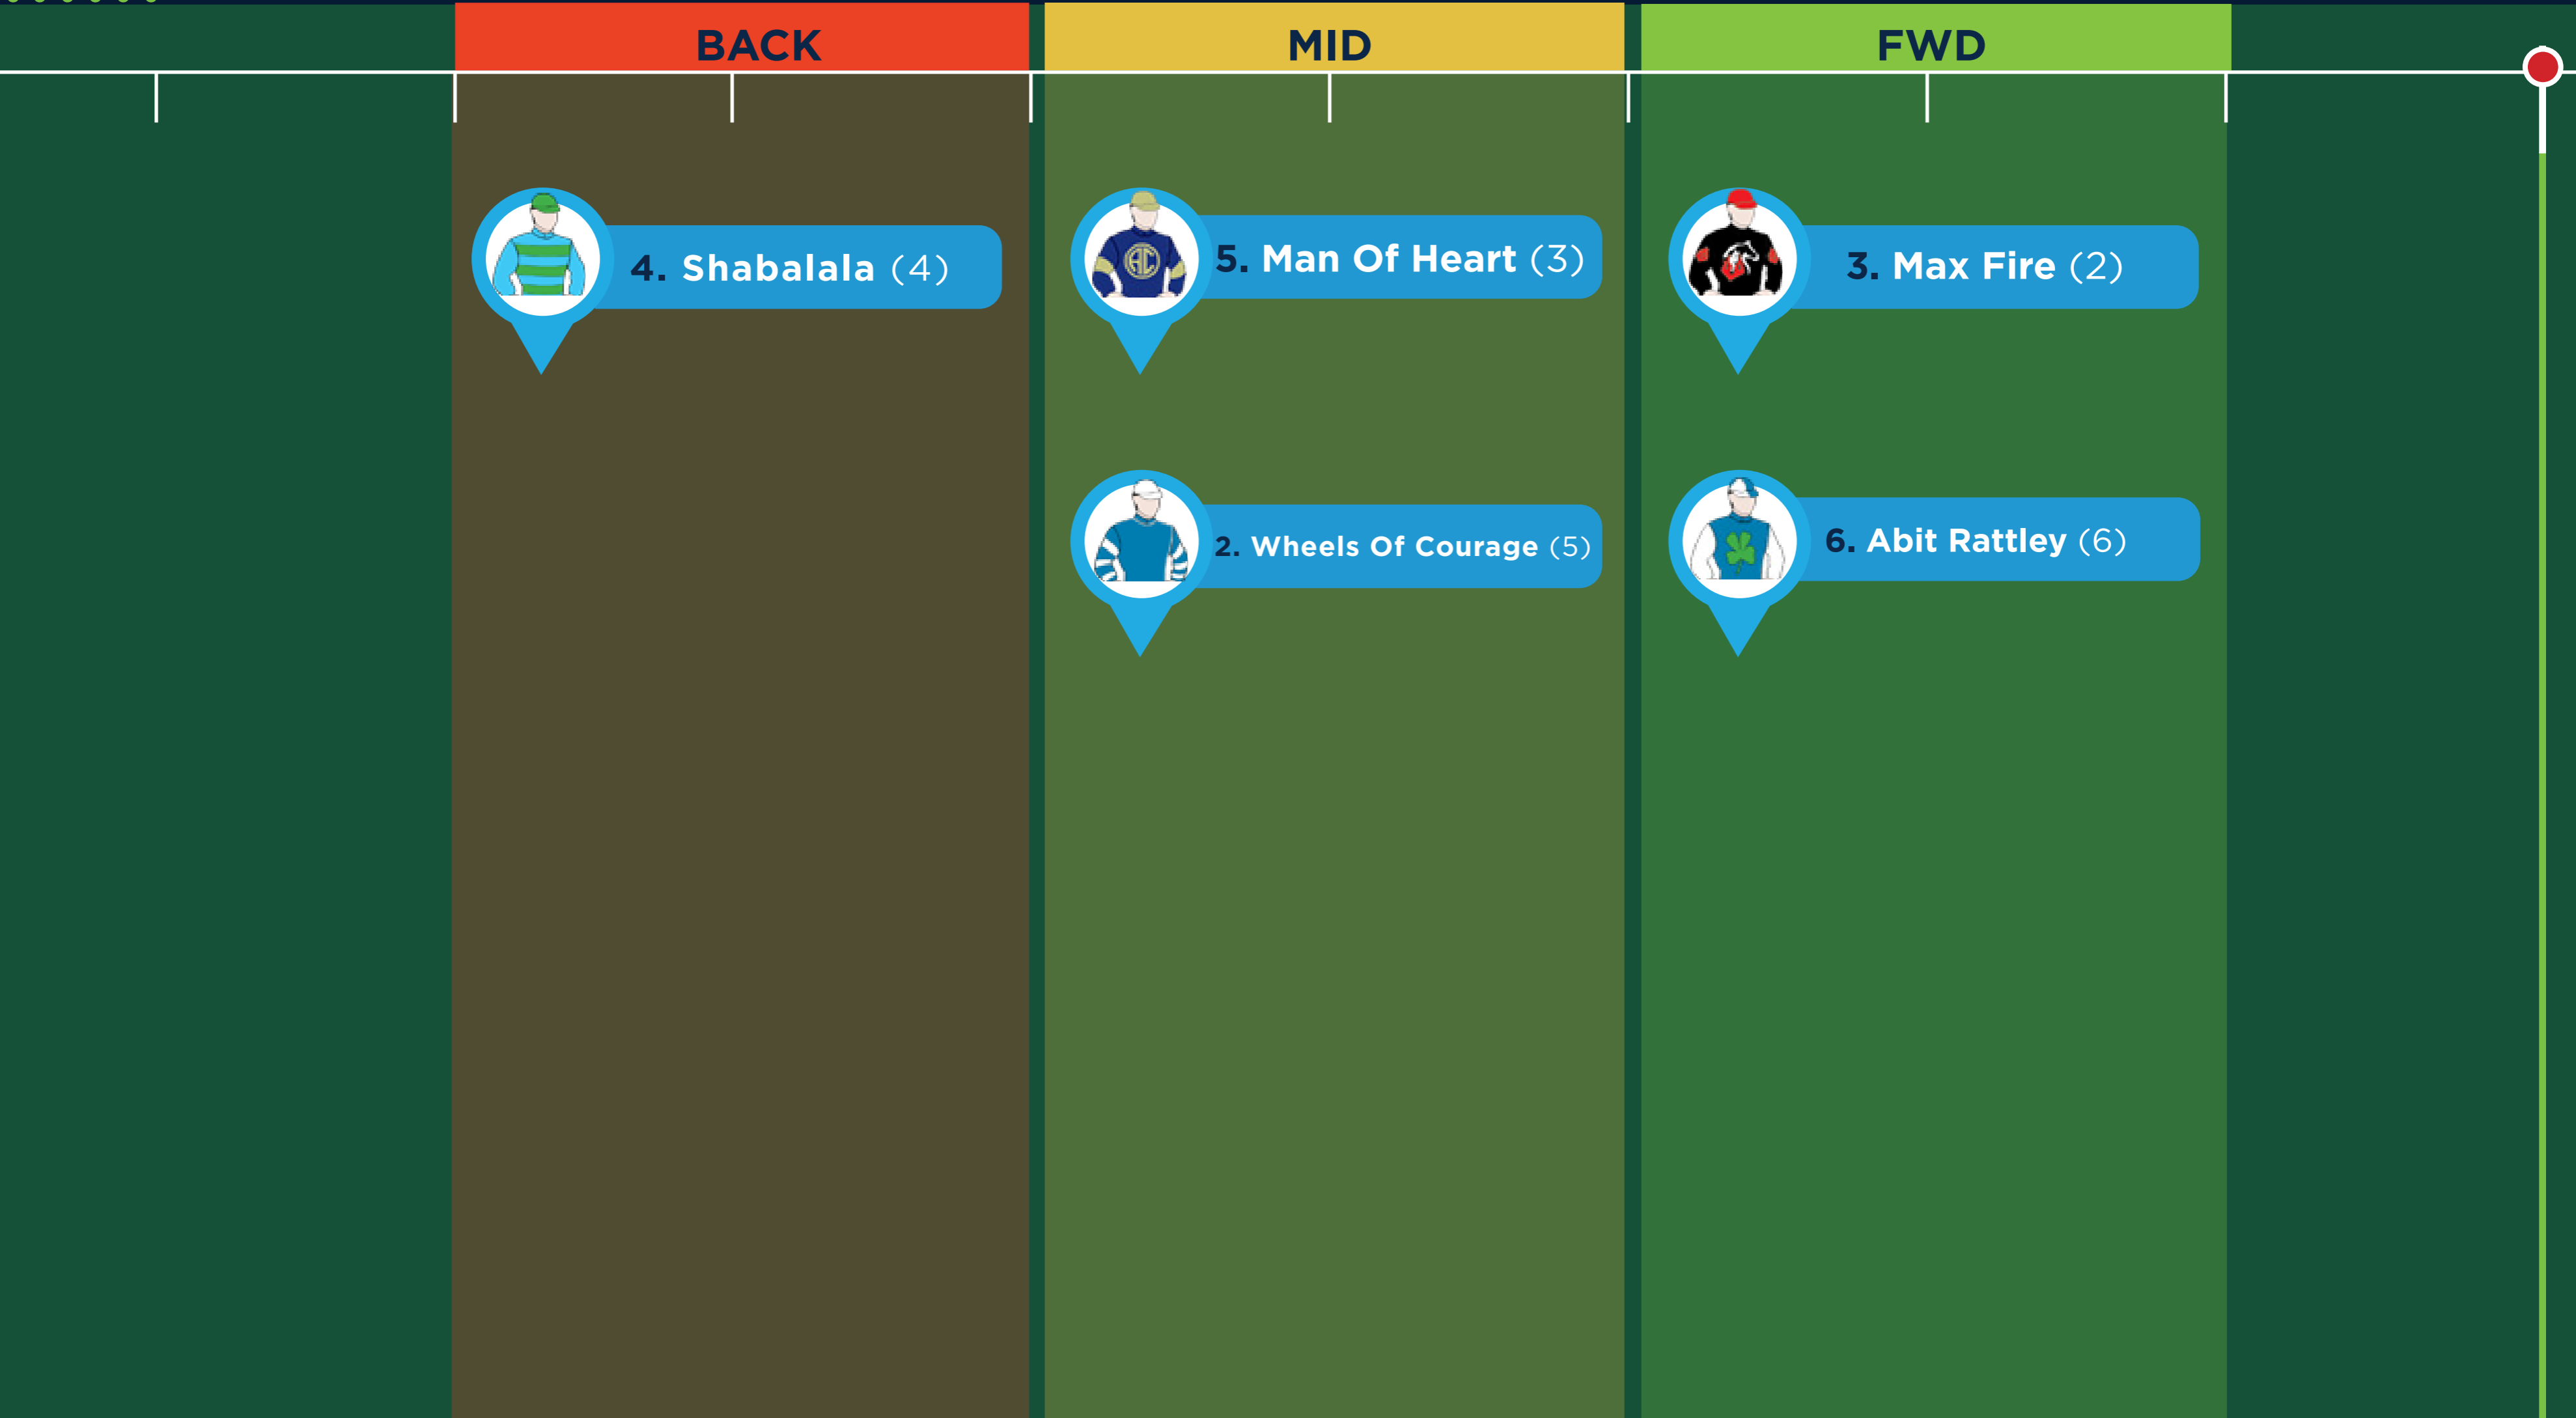 BACK
MID
FWD
4. Shabalala (4)
5. Man Of Heart (3)
3. Max Fire (2)
2. Wheels Of Courage (5)
6. Abit Rattley (6)